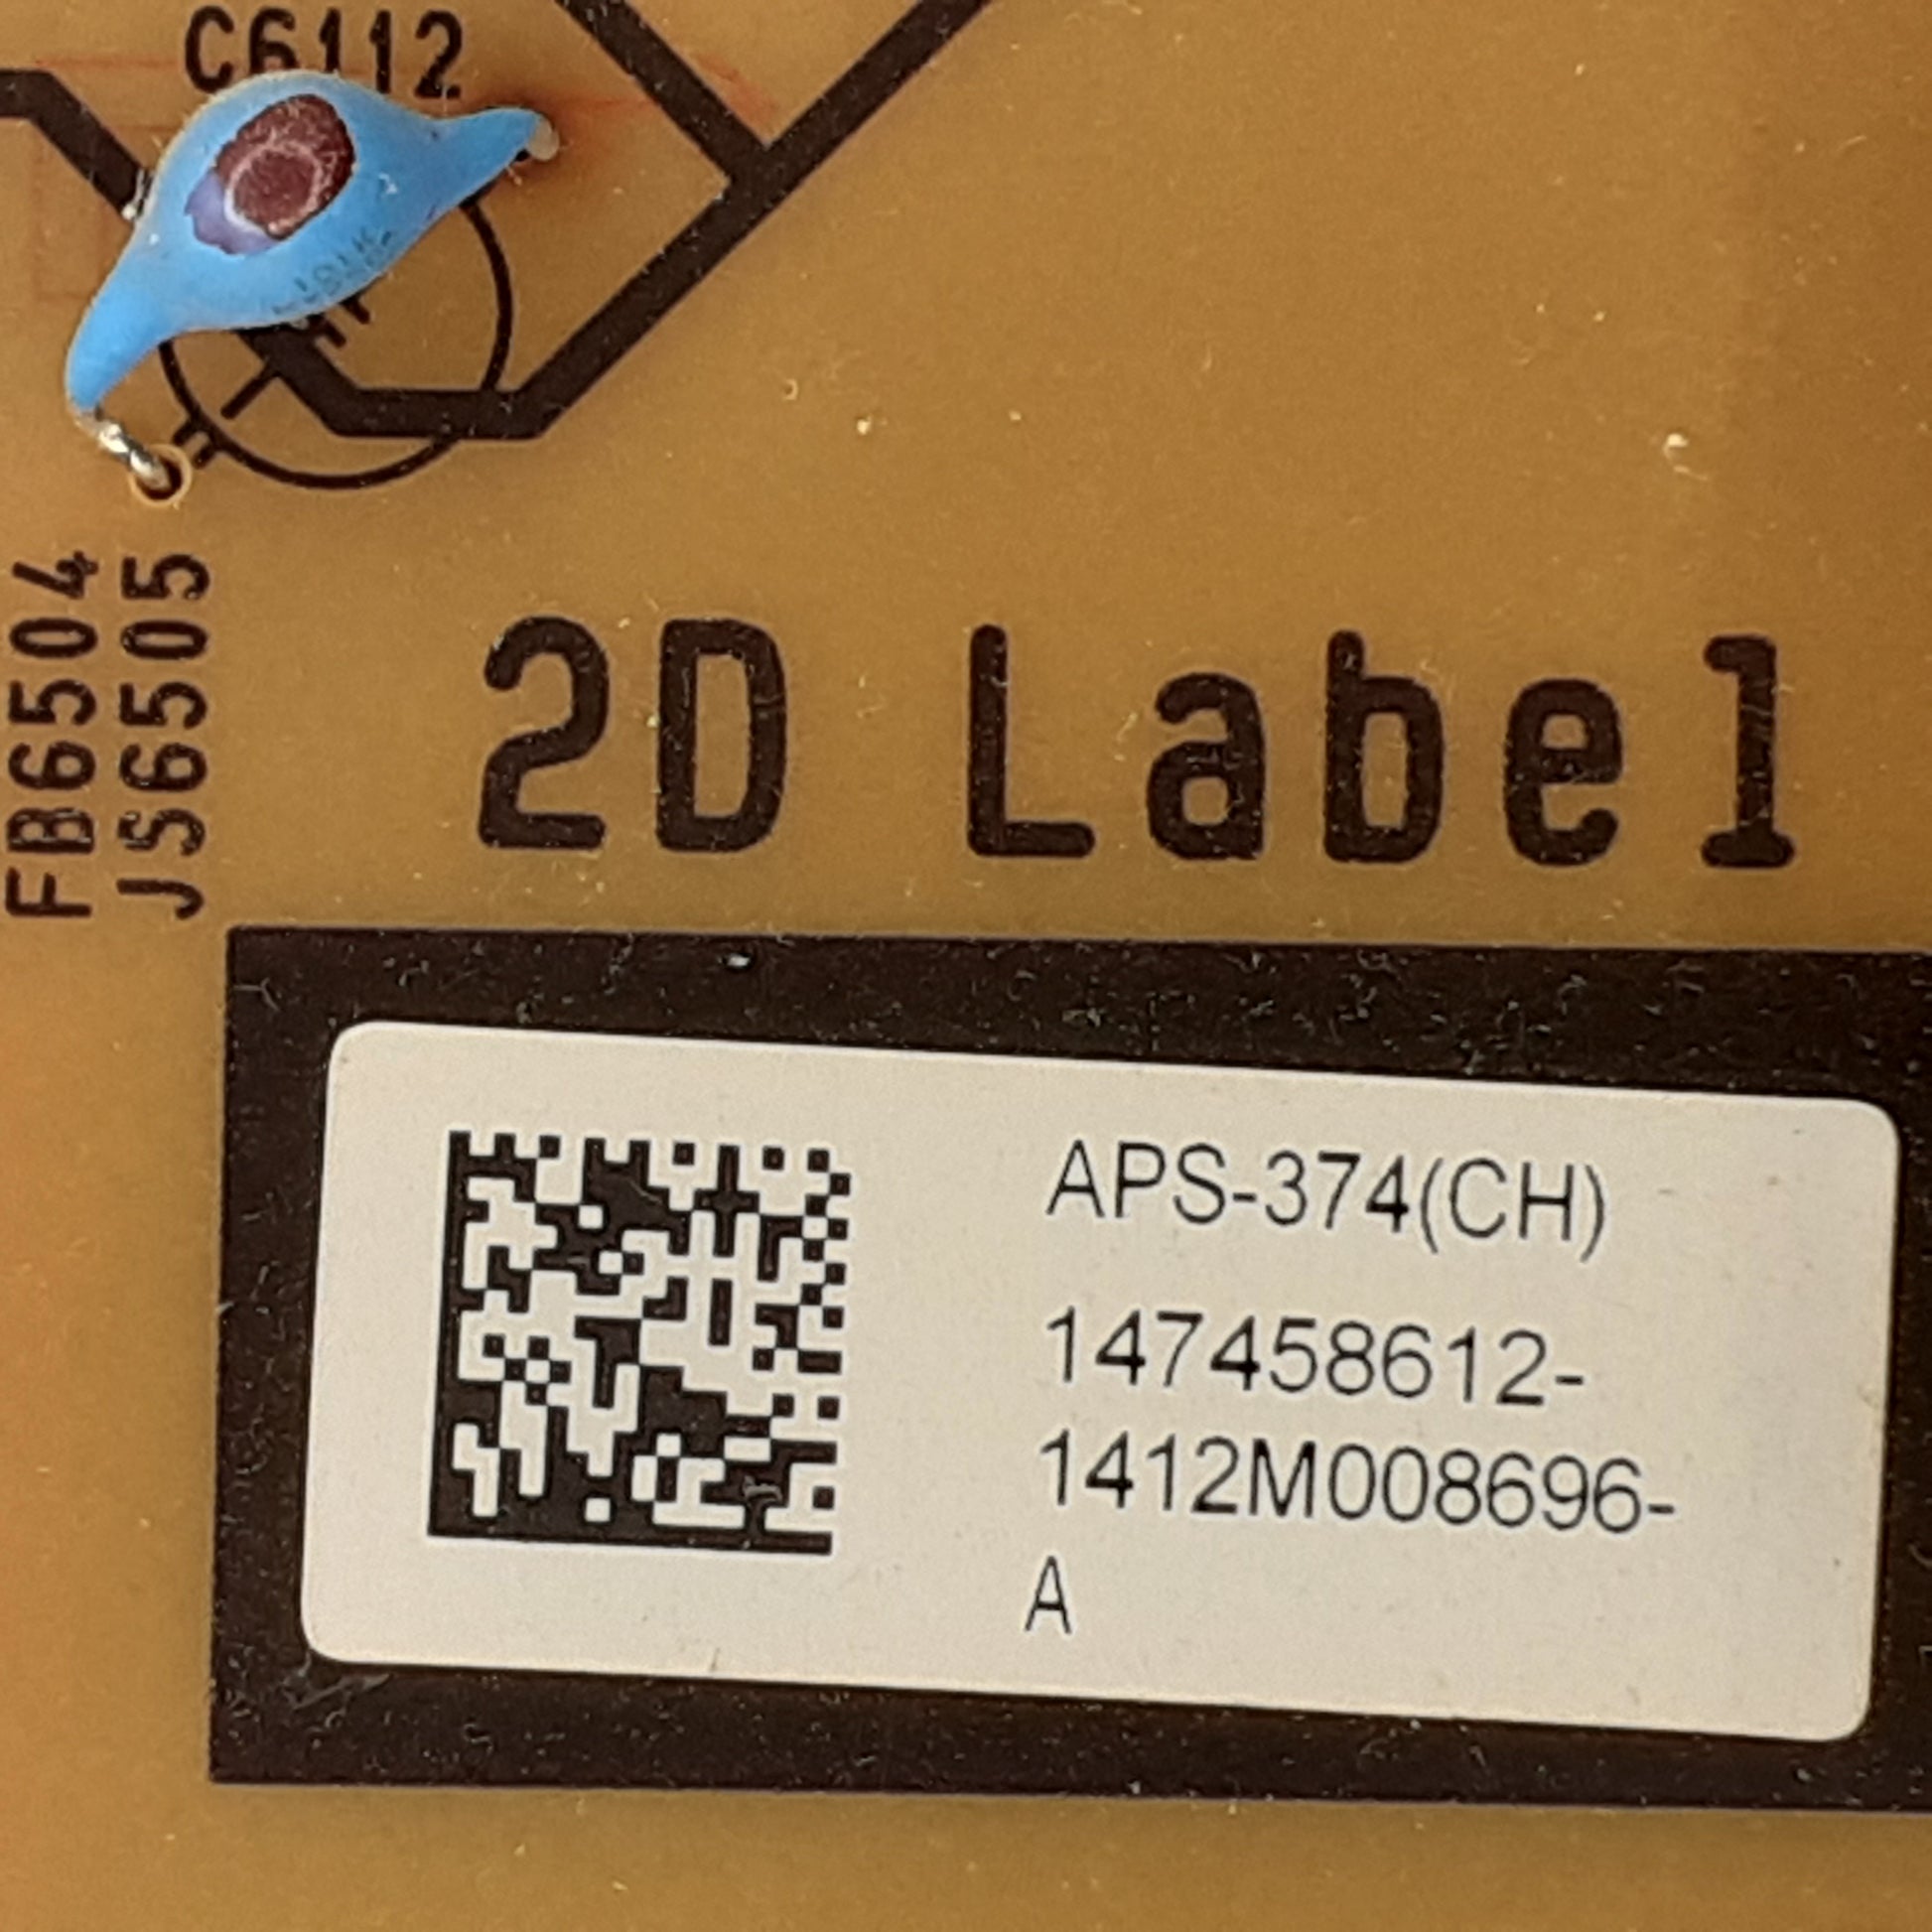 C6112
FB6504
JS6505
2D Label
APS-374(CH)
147458612-
1412M008696-
A